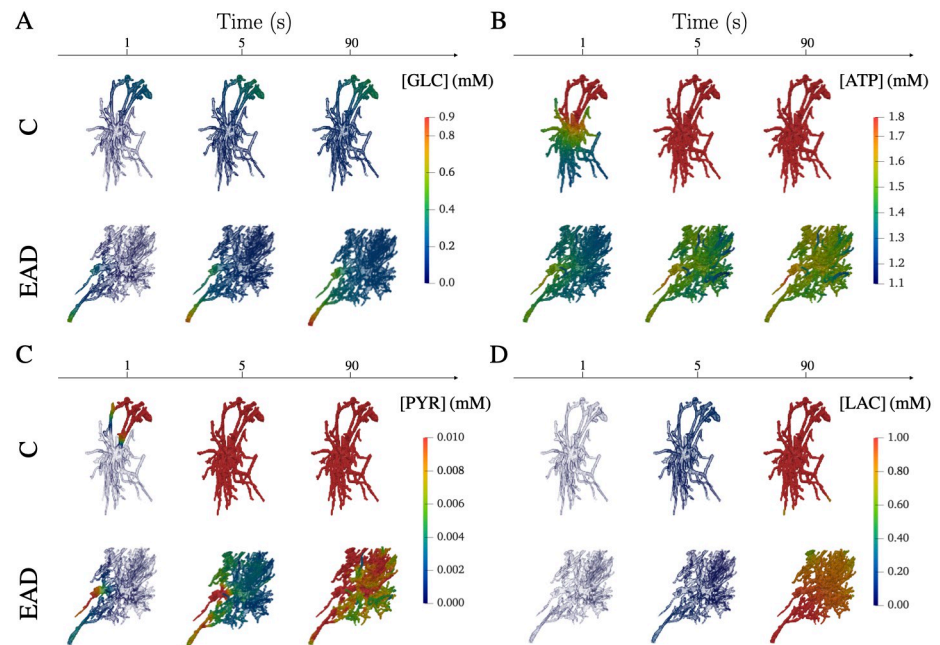 A
Time (s)
1
5
90
[GLC] (mM)
C
0.9
0.8
0.6
0.4
0.2
0.0
EAD
B
Time (s)
1
5
90
[ATP] (mM)
1.8
1.7
1.6
1.5
1.4
1.3
1.2
1.1
C
1
5
90
[PYR] (mM)
C
0.010
0.008
0.006
0.004
0.002
0.000
EAD
D
1
5
90
[LAC] (mM)
1.00
0.80
0.60
0.40
0.20
0.00